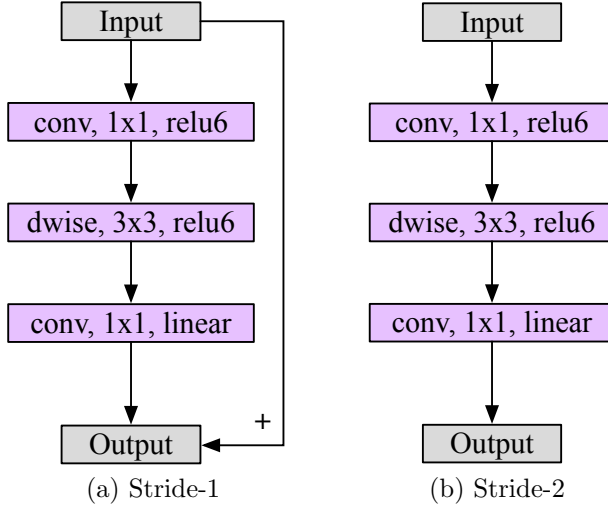 Input
conv, 1x1, relu6
dwise, 3x3, relu6
conv, 1x1, linear
+
Output
(a) Stride-1
Input
conv, 1x1, relu6
dwise, 3x3, relu6
conv, 1x1, linear
Output
(b) Stride-2